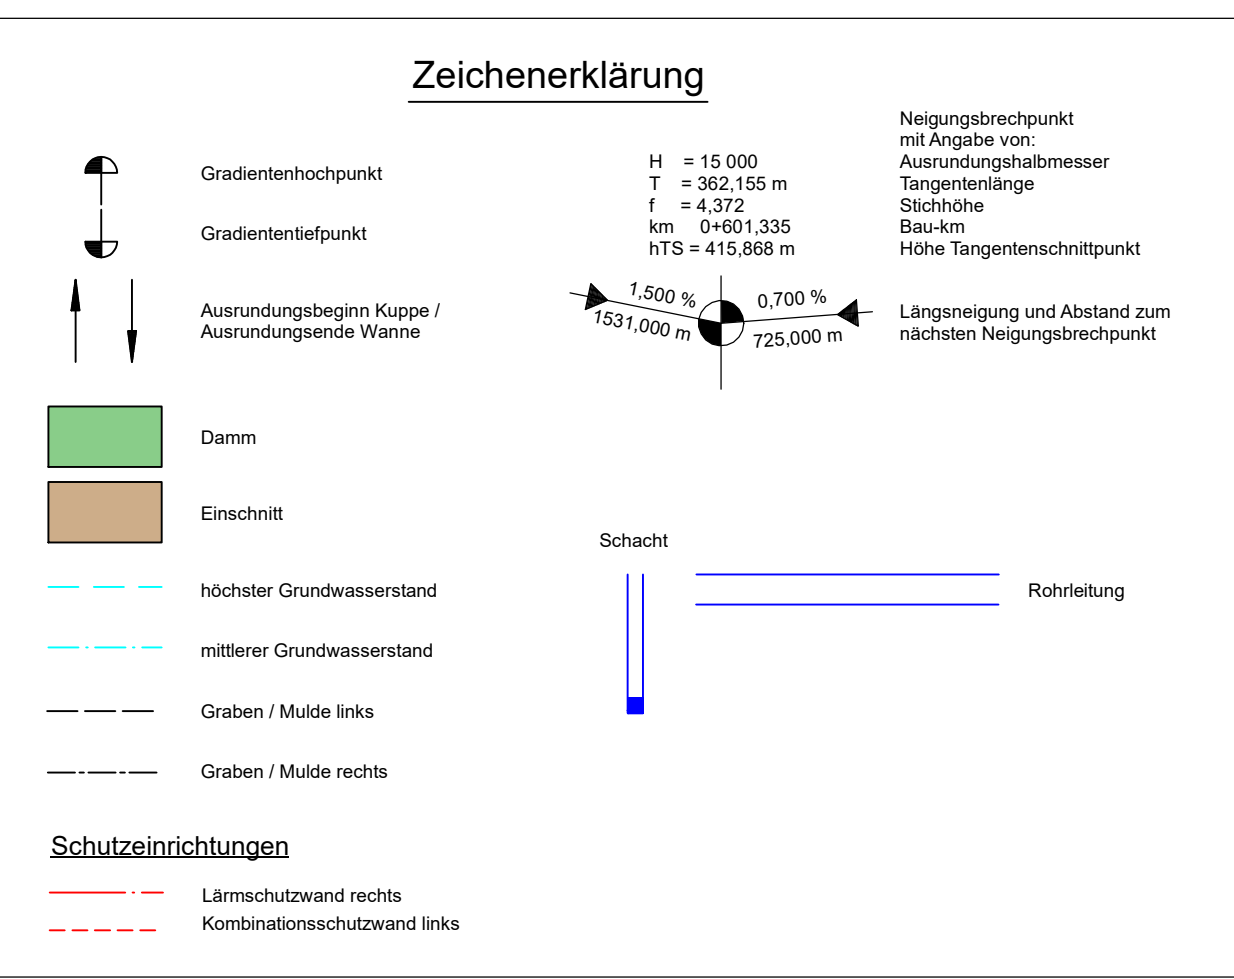 Zeichenerklärung
Gradientenhochpunkt
Gradiententiefpunkt
Ausrundungsbeginn Kuppe /
Ausrundungsende Wanne
Damm
Einschnitt
höchster Grundwasserstand
mittlerer Grundwasserstand
Graben / Mulde links
Graben / Mulde rechts
Schutzeinrichtungen
Lärmschutzwand rechts
Kombinationsschutzwand links
H = 15 000
T = 362,155 m
f = 4,372
km 0+601,335
hTS = 415,868 m
Neigungsbrechpunkt
mit Angabe von:
Ausrundungshalbmesser
Tangentenlänge
Stichhöhe
Bau-km
Höhe Tangentenschnittpunkt
1,500 %
1531,000 m
0,700 %
725,000 m
Längsneigung und Abstand zum
nächsten Neigungsbrechpunkt
Schacht
Rohrleitung